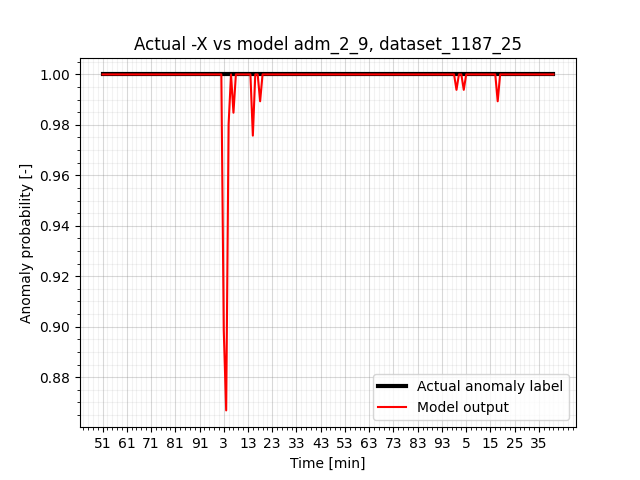 Actual -X vs model adm_2_9, dataset_1187_25
1.00
0.98
0.96
0.94
0.92
0.90
0.88
Anomaly probability [-]
Actual anomaly label
Model output
51 61 71 81 91 3 13 23 33 43 53 63 73 83 93 5 15 25 35
Time [min]